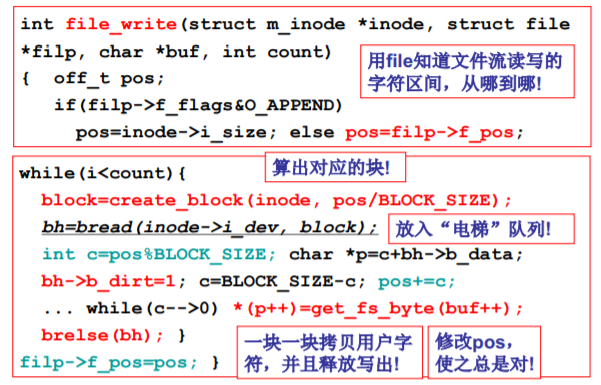 int file_write(struct m_inode *inode, struct file
*filp, char *buf, int count)
{ off_t pos;
if(filp->f_flags&O_APPEND)
pos=inode->i_size; else pos=filp->f_pos;
用file知道文件流读写的
字符区间，从哪到哪!
算出对应的块!
while(i<count){
block=create_block(inode, pos/BLOCK_SIZE);
bh=bread(inode->i_dev, block);
放入“电梯”队列!
int c=pos%BLOCK_SIZE; char *p=c+bh->b_data;
bh->b_dirt=1; c=BLOCK_SIZE-c; pos+=c;
... while(c-->0) *(p++)=get_fs_byte(buf++);
brelse(bh); }
filp->f_pos=pos; }
一块一块拷贝用户字
符，并且释放写出!
修改pos，
使之总是对!